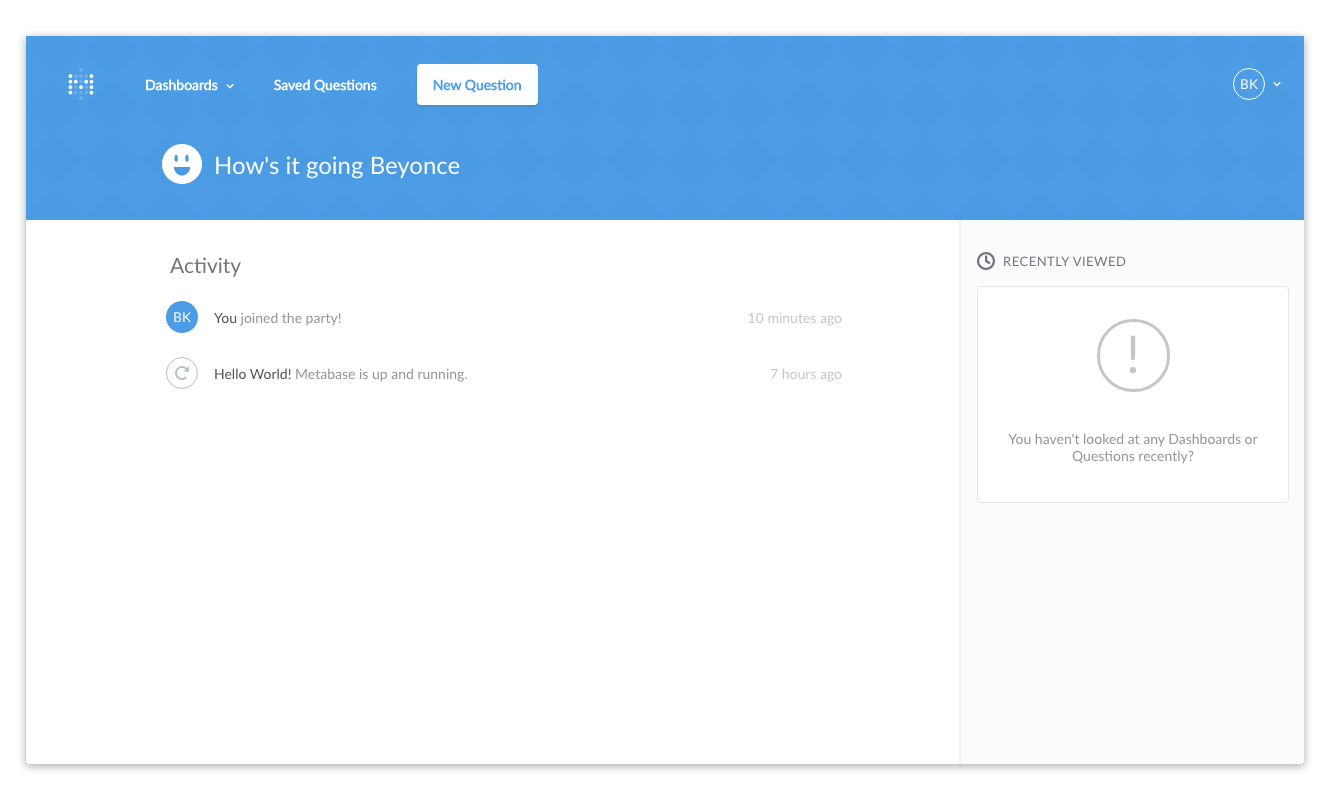 Dashboards
Saved Questions
New Question
BK
How's it going Beyonce
Activity
BK
You joined the party!
10 minutes ago
Hello World! Metabase is up and running.
7 hours ago
RECENTLY VIEWED
You haven't looked at any Dashboards or
Questions recently?